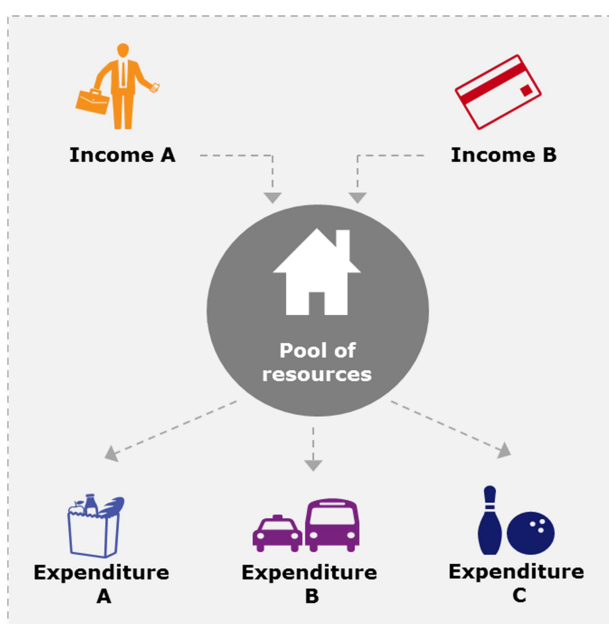 Income A
Income B
Pool of
resources
Expenditure
A
Expenditure
B
Expenditure
C